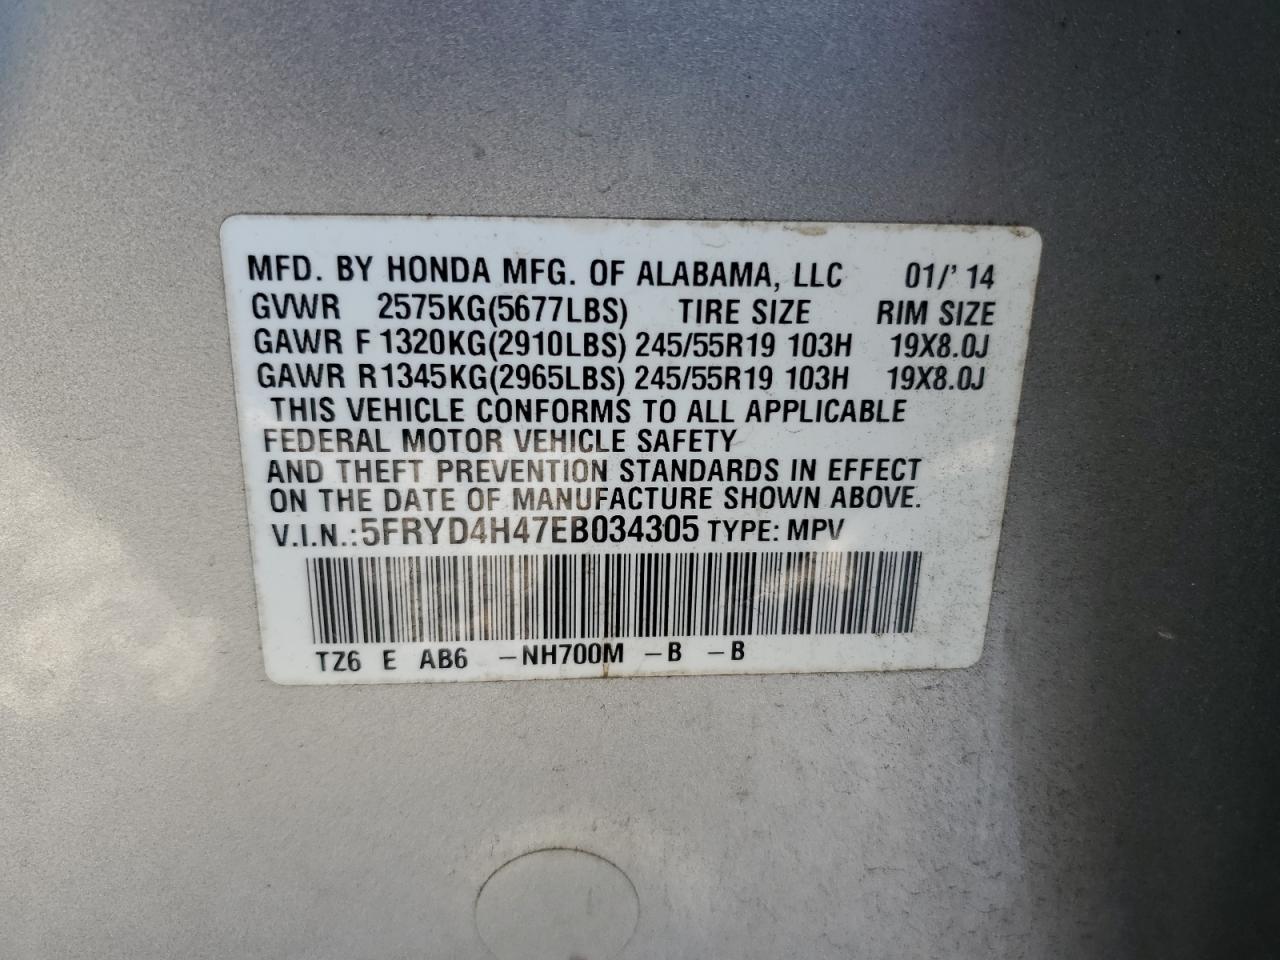 MFD. BY HONDA MFG. OF ALABAMA, LLC 01/' 14
GVWR 2575KG(5677LBS) TIRE SIZE RIM SIZE
GAWR F 1320KG(2910LBS) 245/55R19 103H 19X8.0J
GAWR R1345KG(2965LBS) 245/55R19 103H 19X8.0J
THIS VEHICLE CONFORMS TO ALL APPLICABLE
FEDERAL MOTOR VEHICLE SAFETY
AND THEFT PREVENTION STANDARDS IN EFFECT
ON THE DATE OF MANUFACTURE SHOWN ABOVE.
V.I.N.:5FRYD4H47EB034305 TYPE: MPV
TZ6 E AB6 -NH700M -B -B